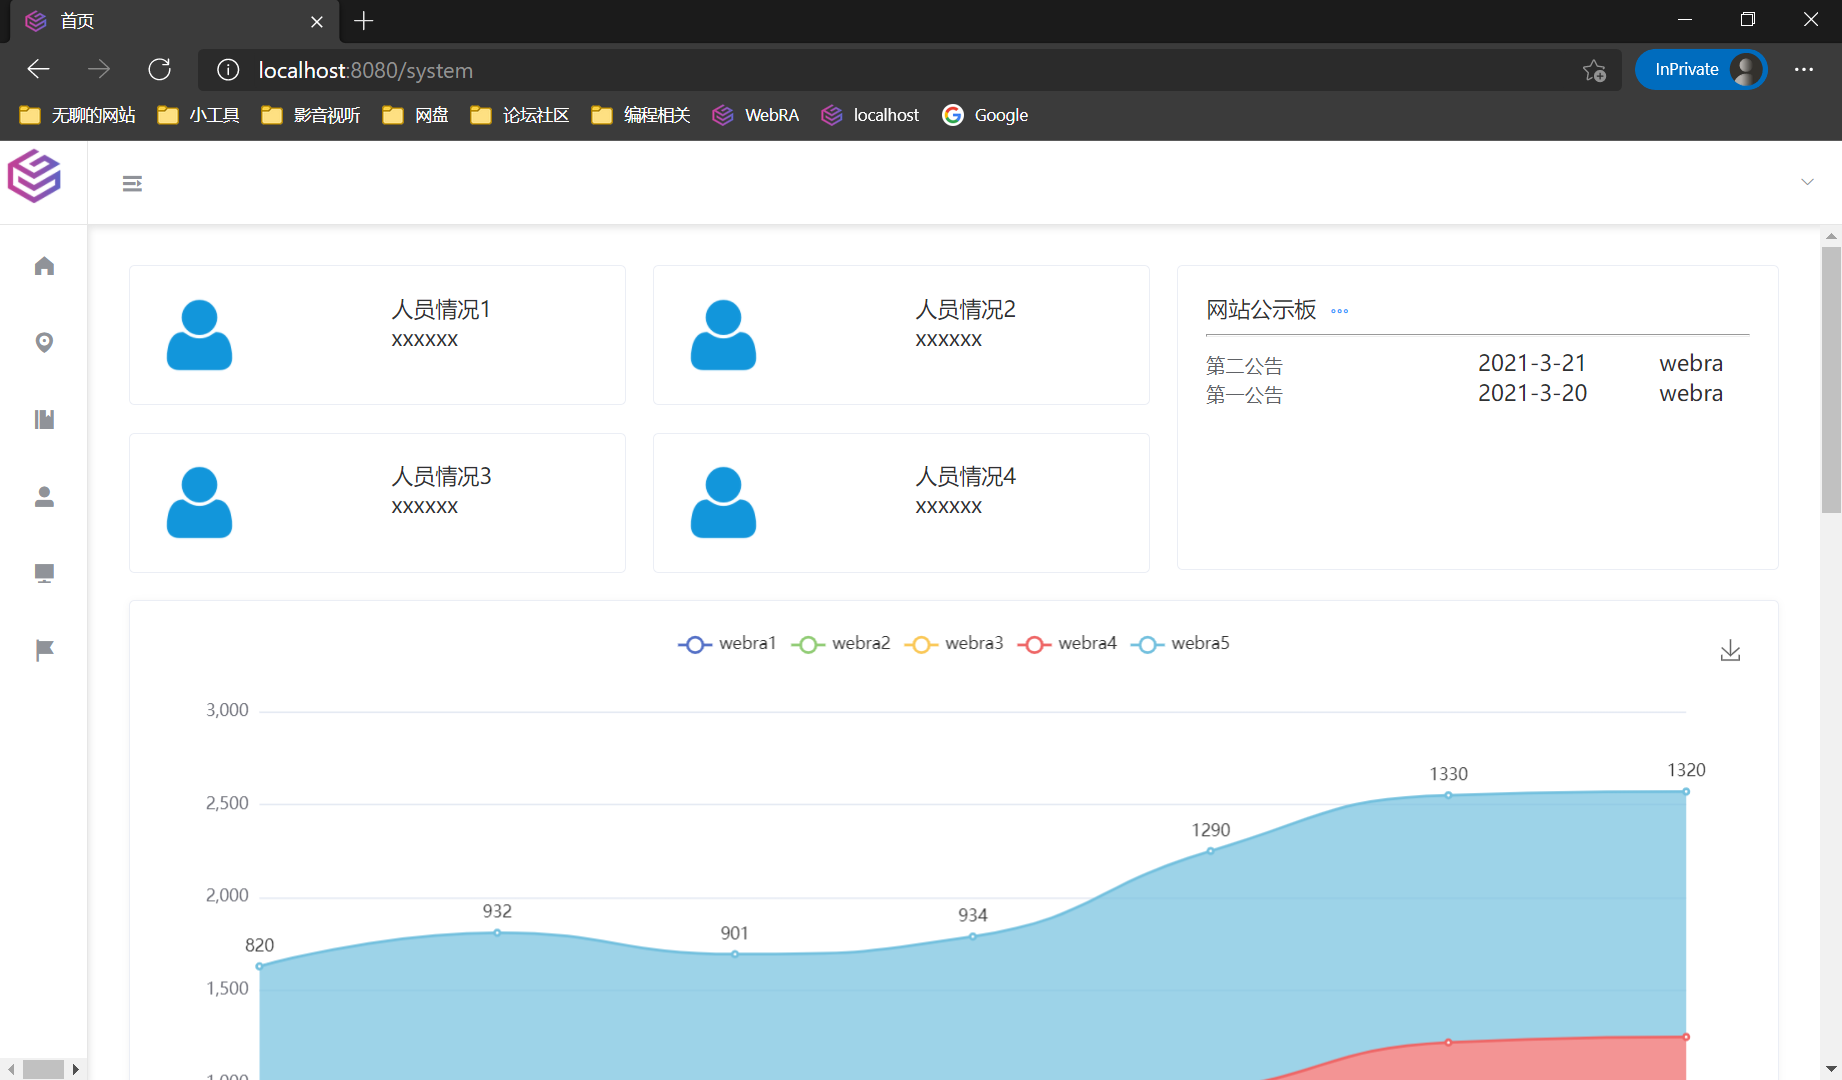 首页
localhost:8080/system
InPrivate
无聊的网站 小工具 影音视听 网盘 论坛社区 编程相关 WebRA localhost Google
人员情况1
xxxxxx
人员情况2
xxxxxx
网站公示板
第二公告 2021-3-21 webra
第一公告 2021-3-20 webra
人员情况3
xxxxxx
人员情况4
xxxxxx
webra1 webra2 webra3 webra4 webra5
3,000
1330
1320
2,500
1290
2,000
932
934
901
820
1,500
1,000